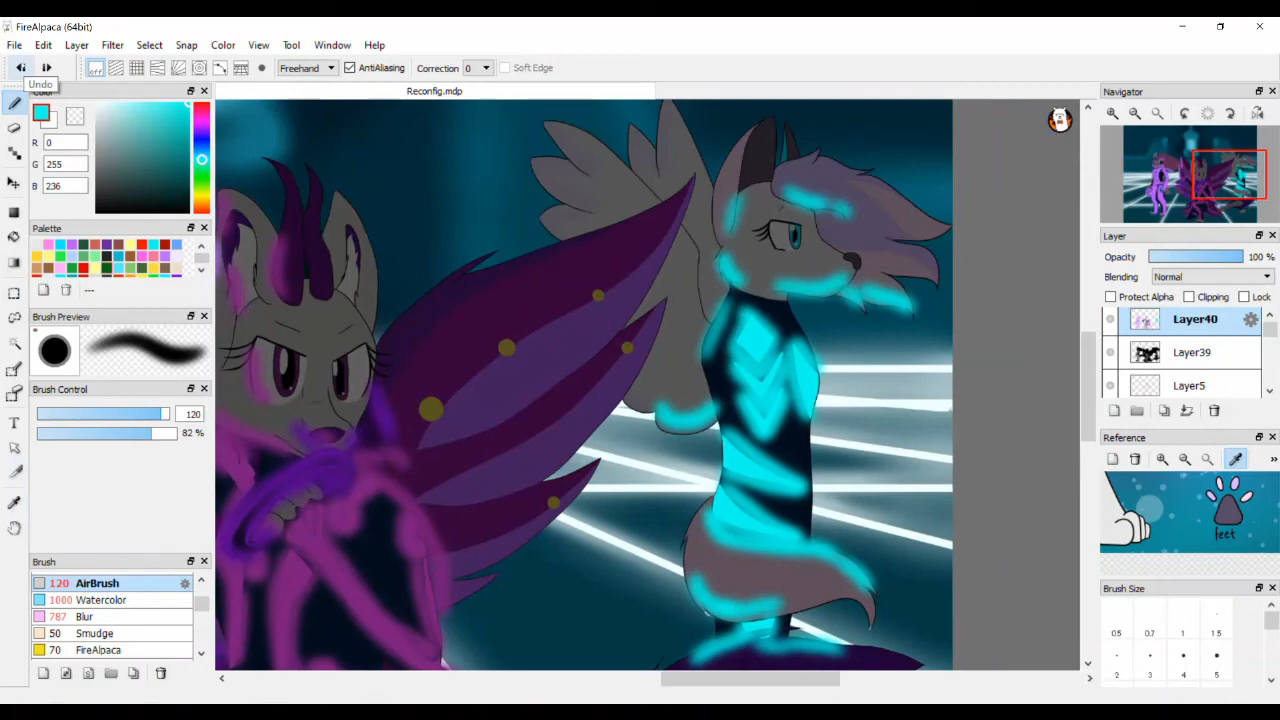 FireAlpaca (64bit)
File Edit Layer Filter Select Snap Color View Tool Window Help
off Freehand AntiAliasing Correction 0 Soft Edge
Undo
Color
Reconfig.mdp
Navigator
R 0
G 255
B 236
Palette
---
Layer
Opacity 100 %
Blending Normal
Protect Alpha Clipping Lock
Layer40
Layer39
Layer5
Brush Preview
Brush Control
120
82 %
Reference
»
feet
Brush
120 AirBrush
1000 Watercolor
787 Blur
50 Smudge
70 FireAlpaca
Brush Size
0.5 0.7 1 1.5
2 3 4 5